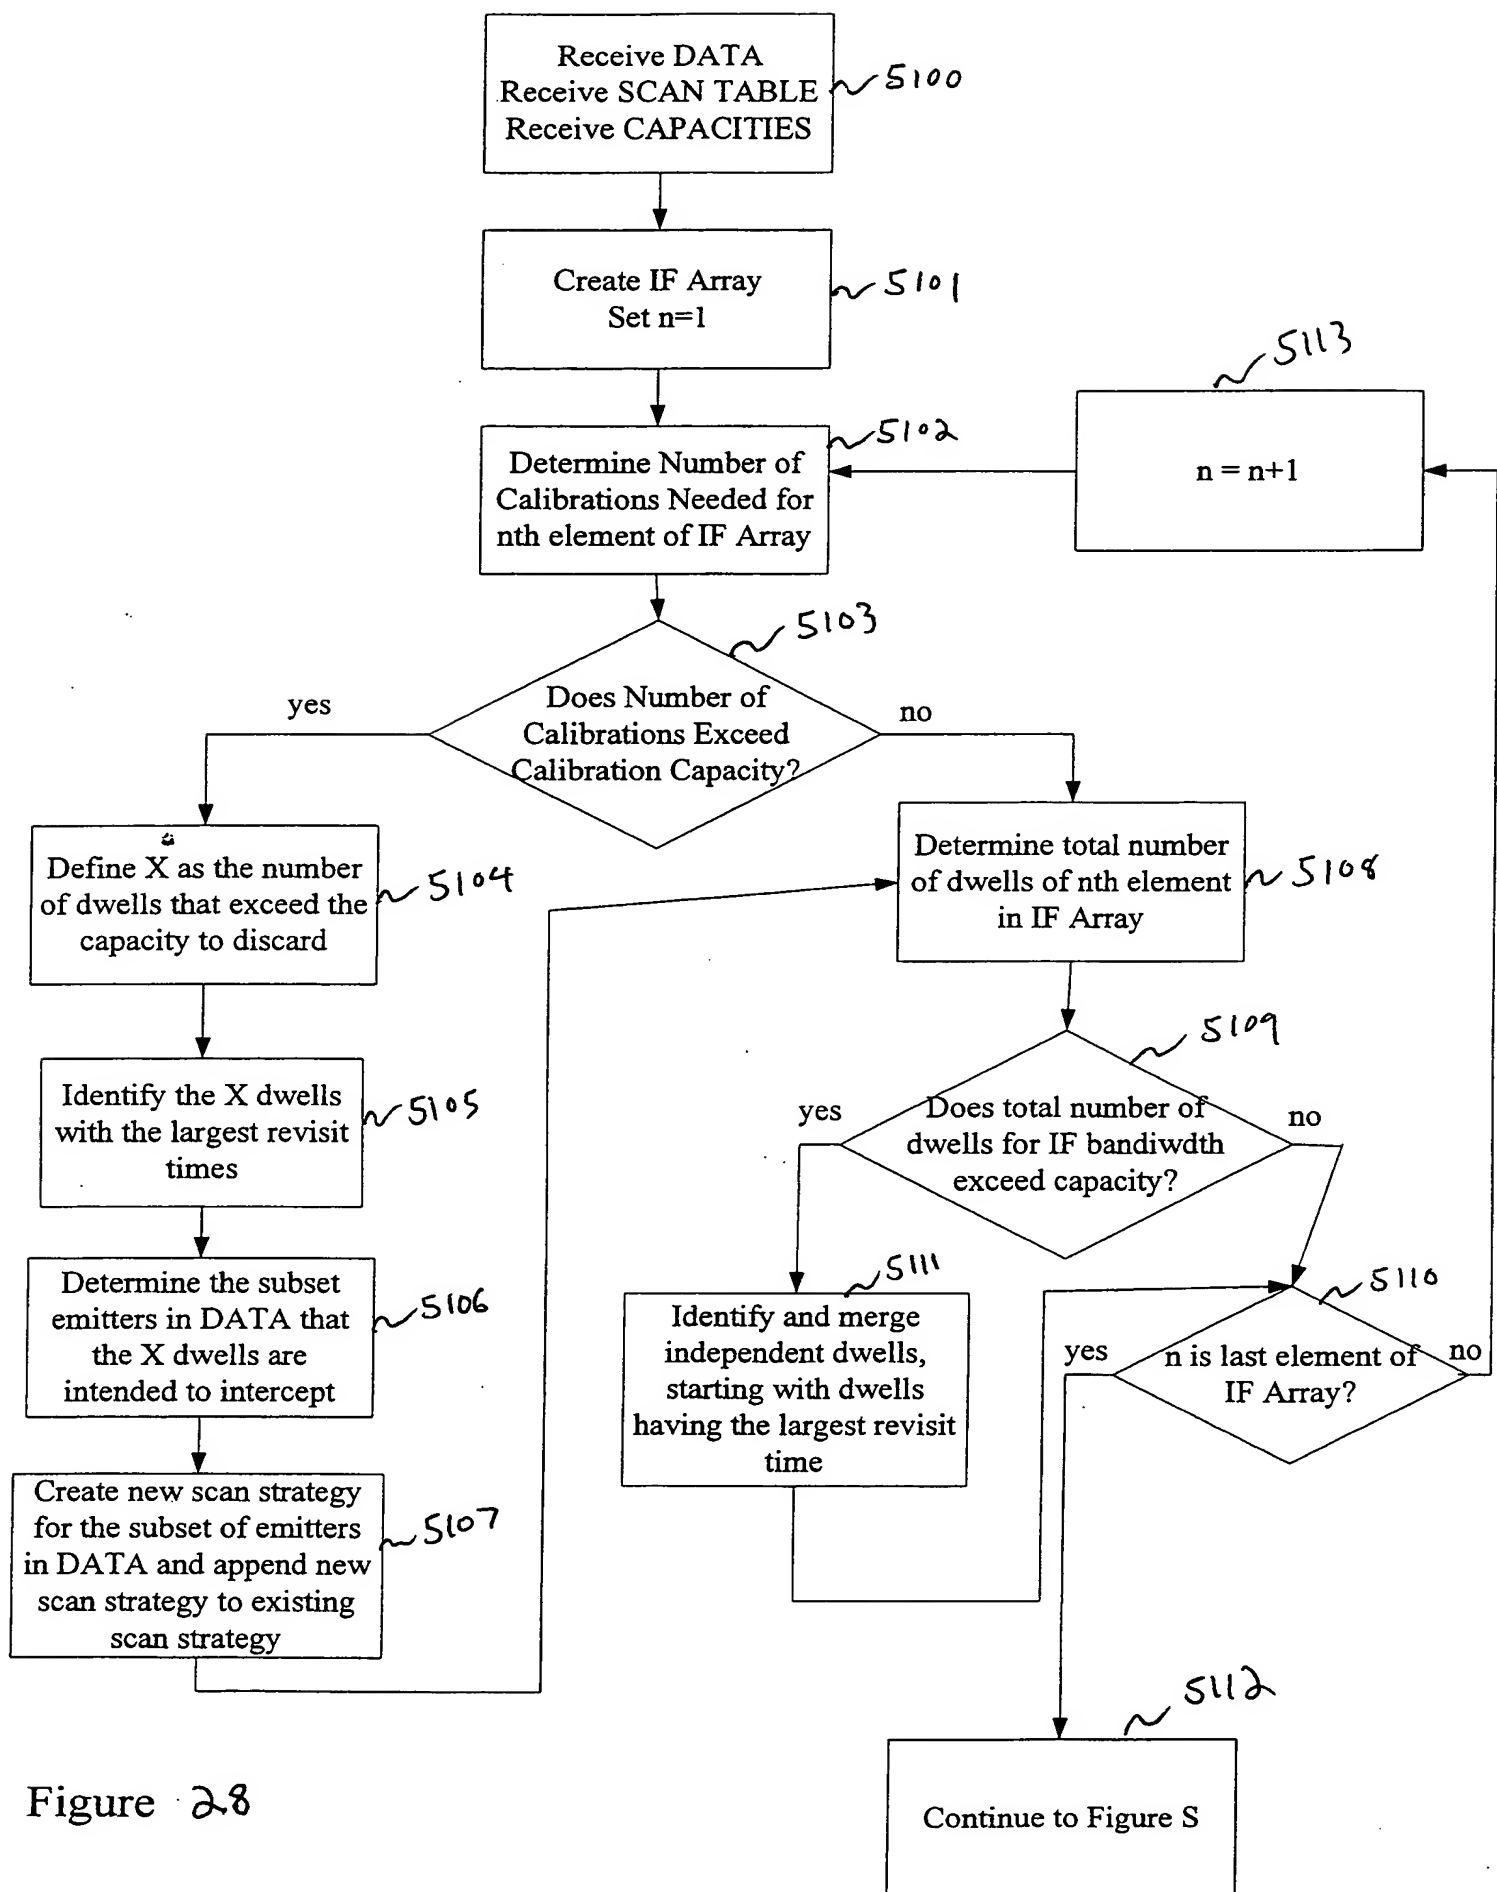 Receive DATA
Receive SCAN TABLE
Receive CAPACITIES
5100
Create IF Array
Set n=1
5101
5113
n = n+1
5102
Determine Number of
Calibrations Needed for
nth element of IF Array
5103
Does Number of
Calibrations Exceed
Calibration Capacity?
yes
no
Define X as the number
of dwells that exceed the
capacity to discard
5104
Determine total number
of dwells of nth element
in IF Array
5108
Identify the X dwells
with the largest revisit
times
5105
5109
Does total number of
dwells for IF bandiwdth
exceed capacity?
yes
no
Determine the subset
emitters in DATA that
the X dwells are
intended to intercept
5106
5111
Identify and merge
independent dwells,
starting with dwells
having the largest revisit
time
5110
n is last element of
IF Array?
yes
no
Create new scan strategy
for the subset of emitters
in DATA and append new
scan strategy to existing
scan strategy
5107
5112
Continue to Figure S
Figure 28